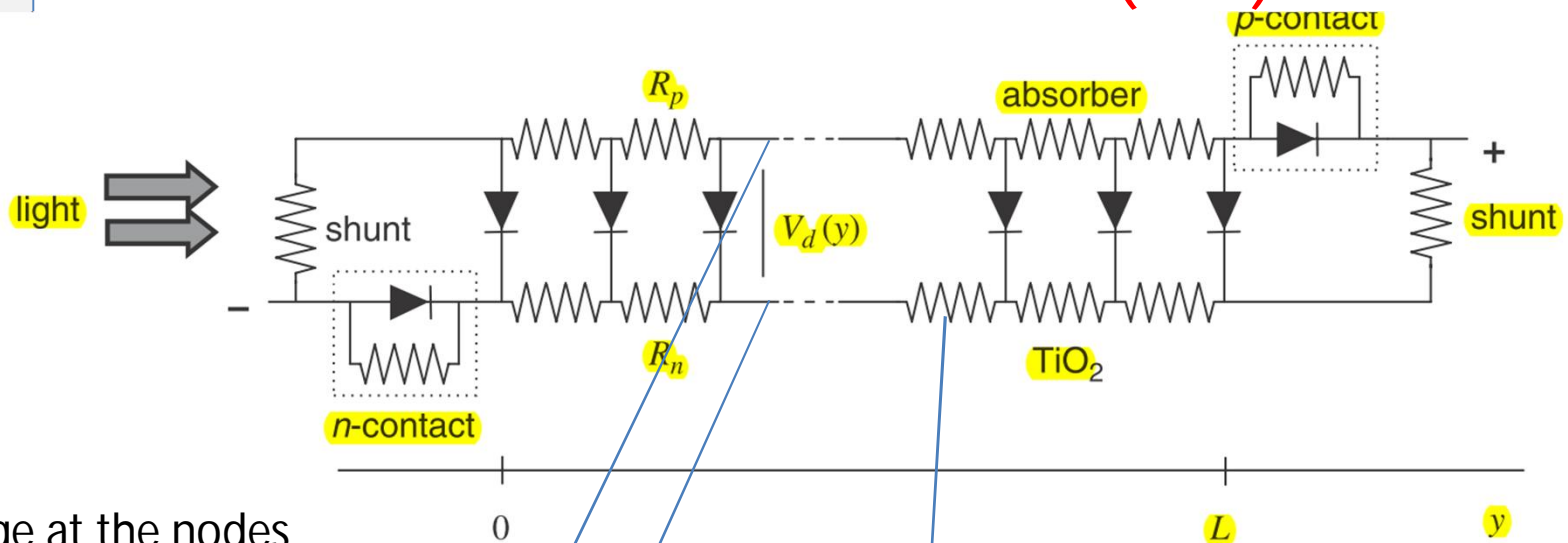 p-contact
R_p
absorber
+
light
shunt
V_d (y)
shunt
−
R_n
TiO₂
n-contact
ge at the nodes
0
L
y